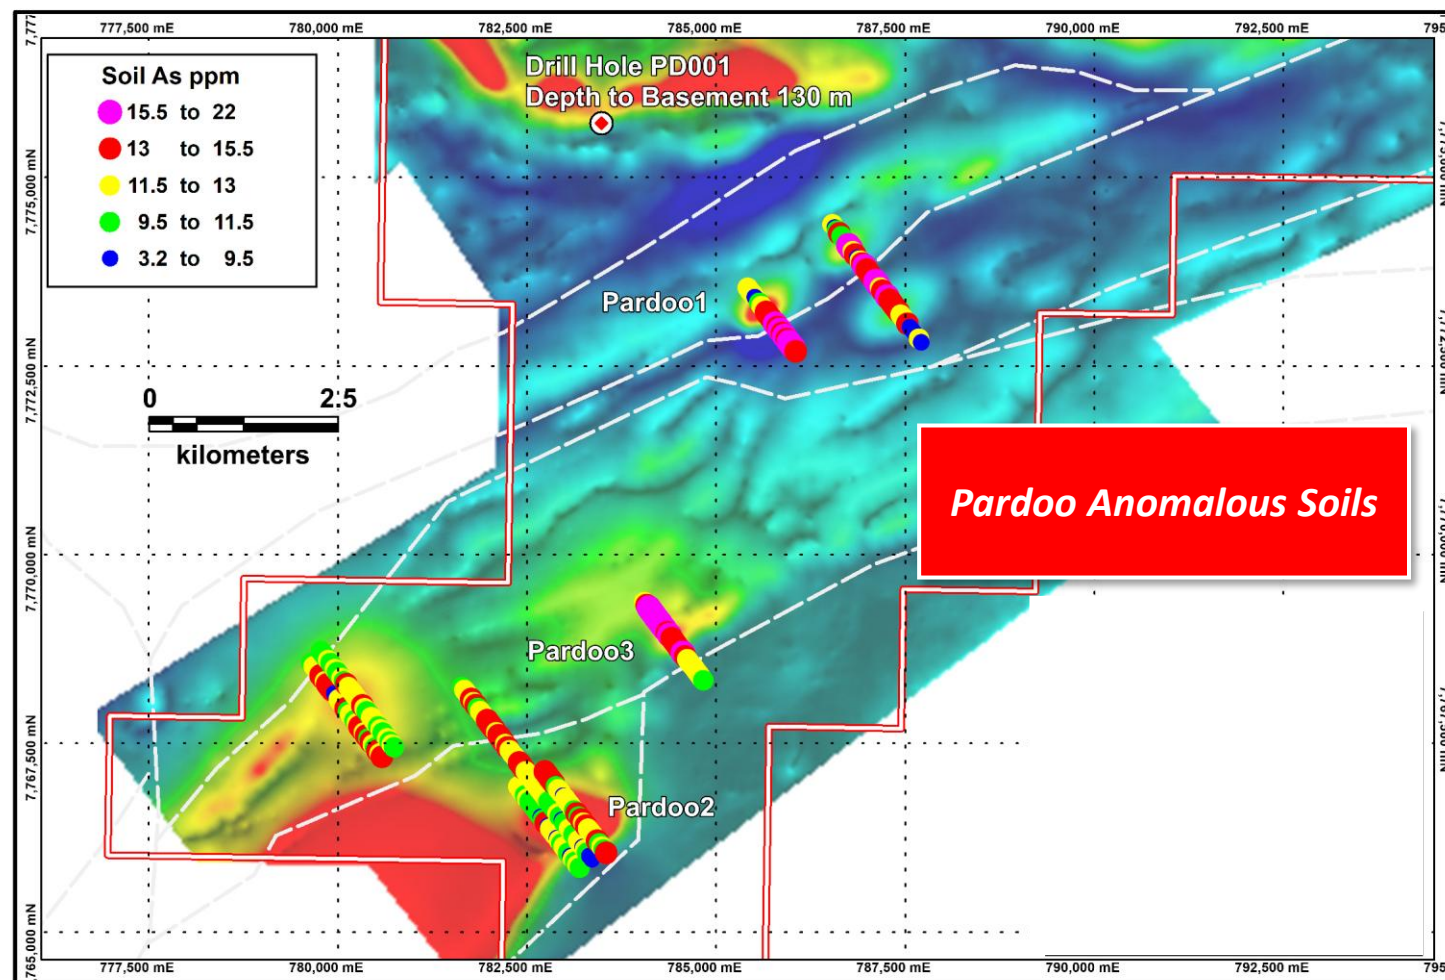 777,500 mE 780,000 mE 782,500 mE 785,000 mE 787,500 mE 790,000 mE 792,500 mE 795
7,777
Soil As ppm
15.5 to 22
13 to 15.5
11.5 to 13
9.5 to 11.5
3.2 to 9.5
Drill Hole PD001
Depth to Basement 130 m
7,775,000 mN
Pardoo1
7,772,500 mN
0 2.5
kilometers
Pardoo Anomalous Soils
7,770,000 mN
Pardoo3
7,767,500 mN
Pardoo2
7,765,000 mN
777,500 mE 780,000 mE 782,500 mE 785,000 mE 787,500 mE 790,000 mE 792,500 mE 795